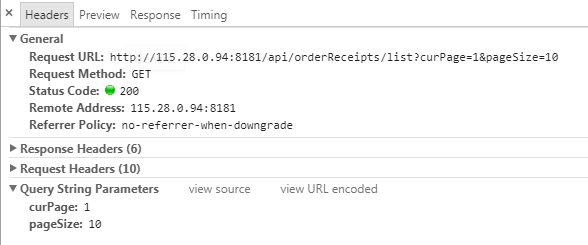 × Headers Preview Response Timing
▼ General
Request URL: http://115.28.0.94:8181/api/orderReceipts/list?curPage=1&pageSize=10
Request Method: GET
Status Code: 200
Remote Address: 115.28.0.94:8181
Referrer Policy: no-referrer-when-downgrade
▶ Response Headers (6)
▶ Request Headers (10)
▼ Query String Parameters view source view URL encoded
curPage: 1
pageSize: 10